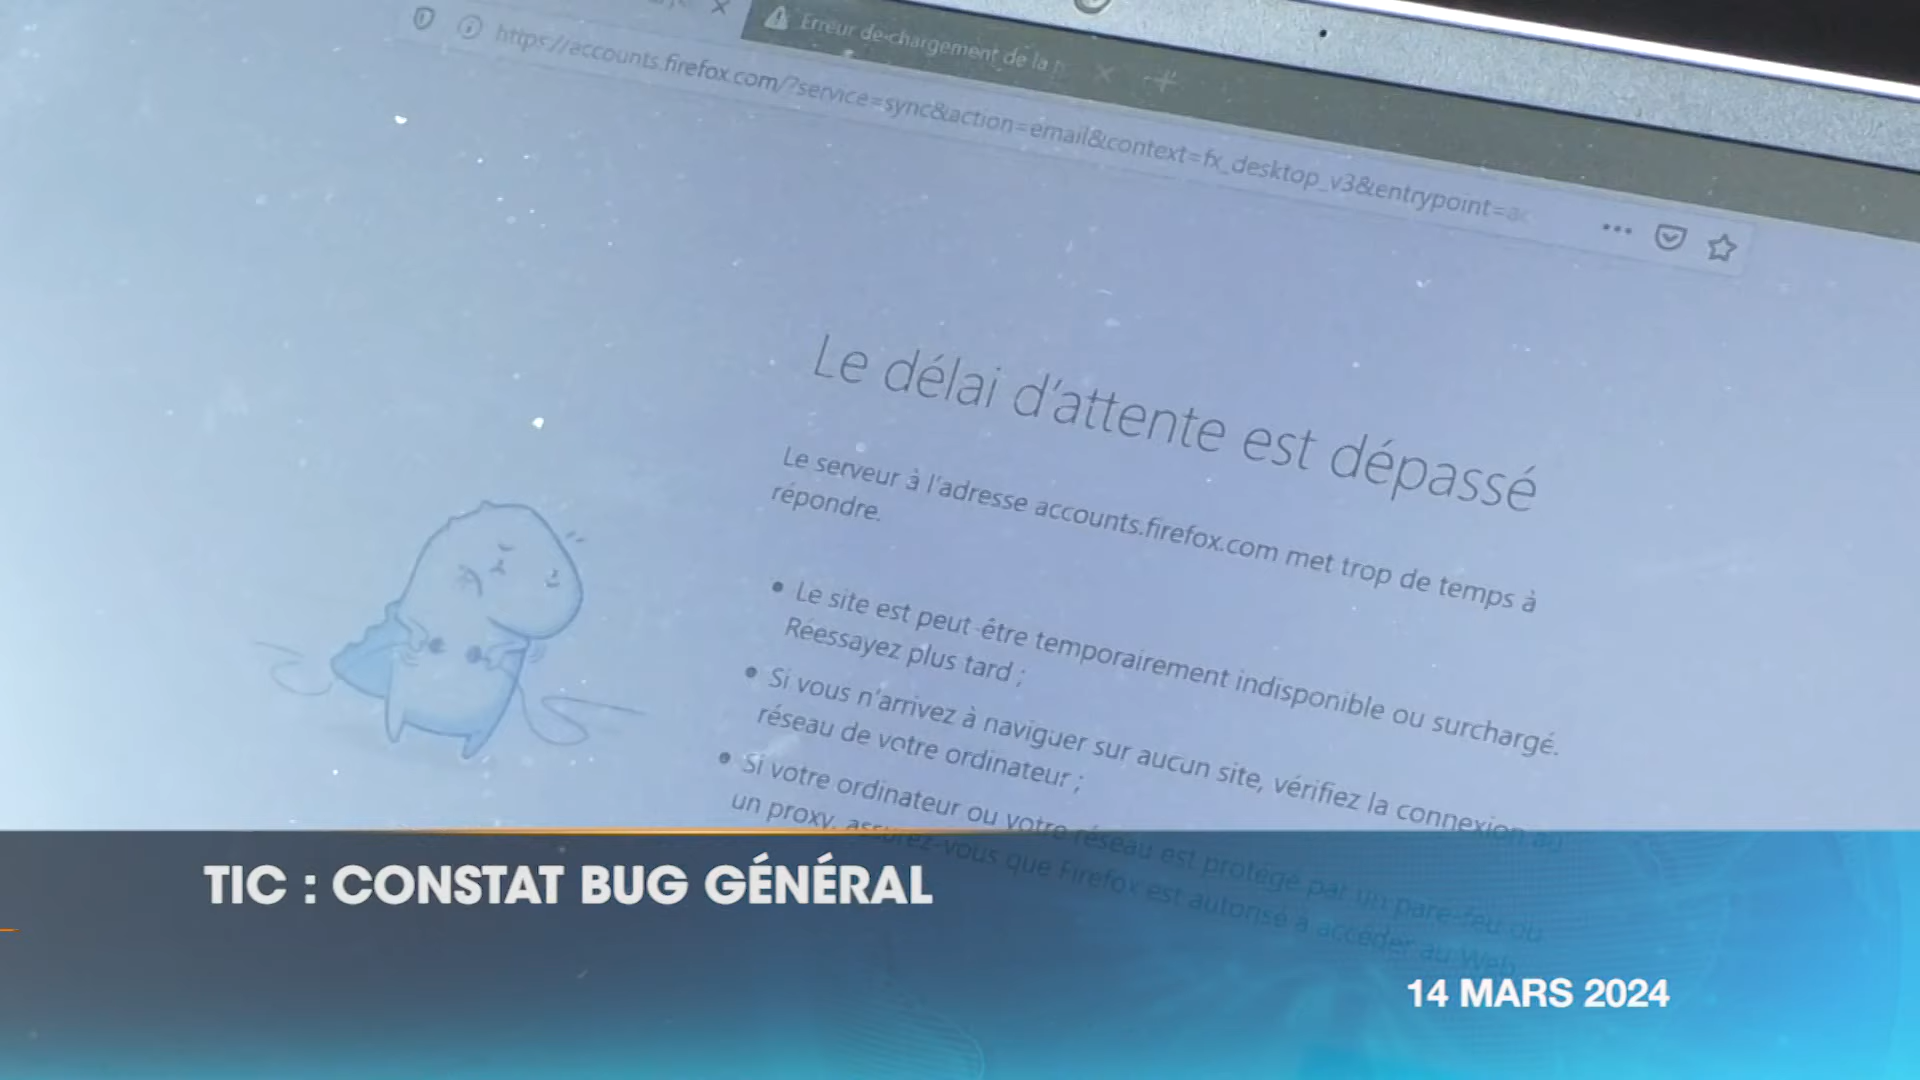 Erreur de chargement de la
https://accounts.firefox.com/?service=sync&action=email&context=fx_desktop_v3&entrypoint=ac
Le délai d’attente est dépassé
Le serveur à l’adresse accounts.firefox.com met trop de temps à
répondre.
• Le site est peut-être temporairement indisponible ou surchargé.
Réessayez plus tard ;
• Si vous n’arrivez à naviguer sur aucun site, vérifiez la connexion au
réseau de votre ordinateur ;
• Si votre ordinateur ou votre réseau est protégé par un pare-feu ou
un proxy, assurez-vous que Firefox est autorisé à accéder au Web.
TIC : CONSTAT BUG GÉNÉRAL
14 MARS 2024